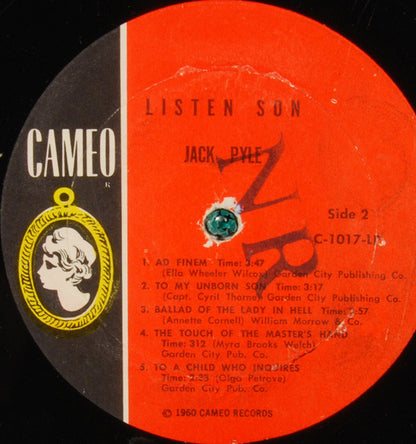 LISTEN SON
CAMEO
JACK PYLE
NR
Side 2
C-1017-LP
1. AD FINEM Time: 3:47
(Ella Wheeler Wilcox) Garden City Publishing Co.
2. TO MY UNBORN SON Time: 3:17
(Capt. Cyril Thorne) Garden City Publishing Co.
3. BALLAD OF THE LADY IN HELL Time: 3:57
(Annette Cornell) William Morrow & Co.
4. THE TOUCH OF THE MASTER'S HAND
Time: 312 (Myra Brooks Welch)
Garden City Pub. Co.
5. TO A CHILD WHO INQUIRES
Time: 2:38 (Olga Petrova)
Garden City Pub. Co.
© 1960 CAMEO RECORDS